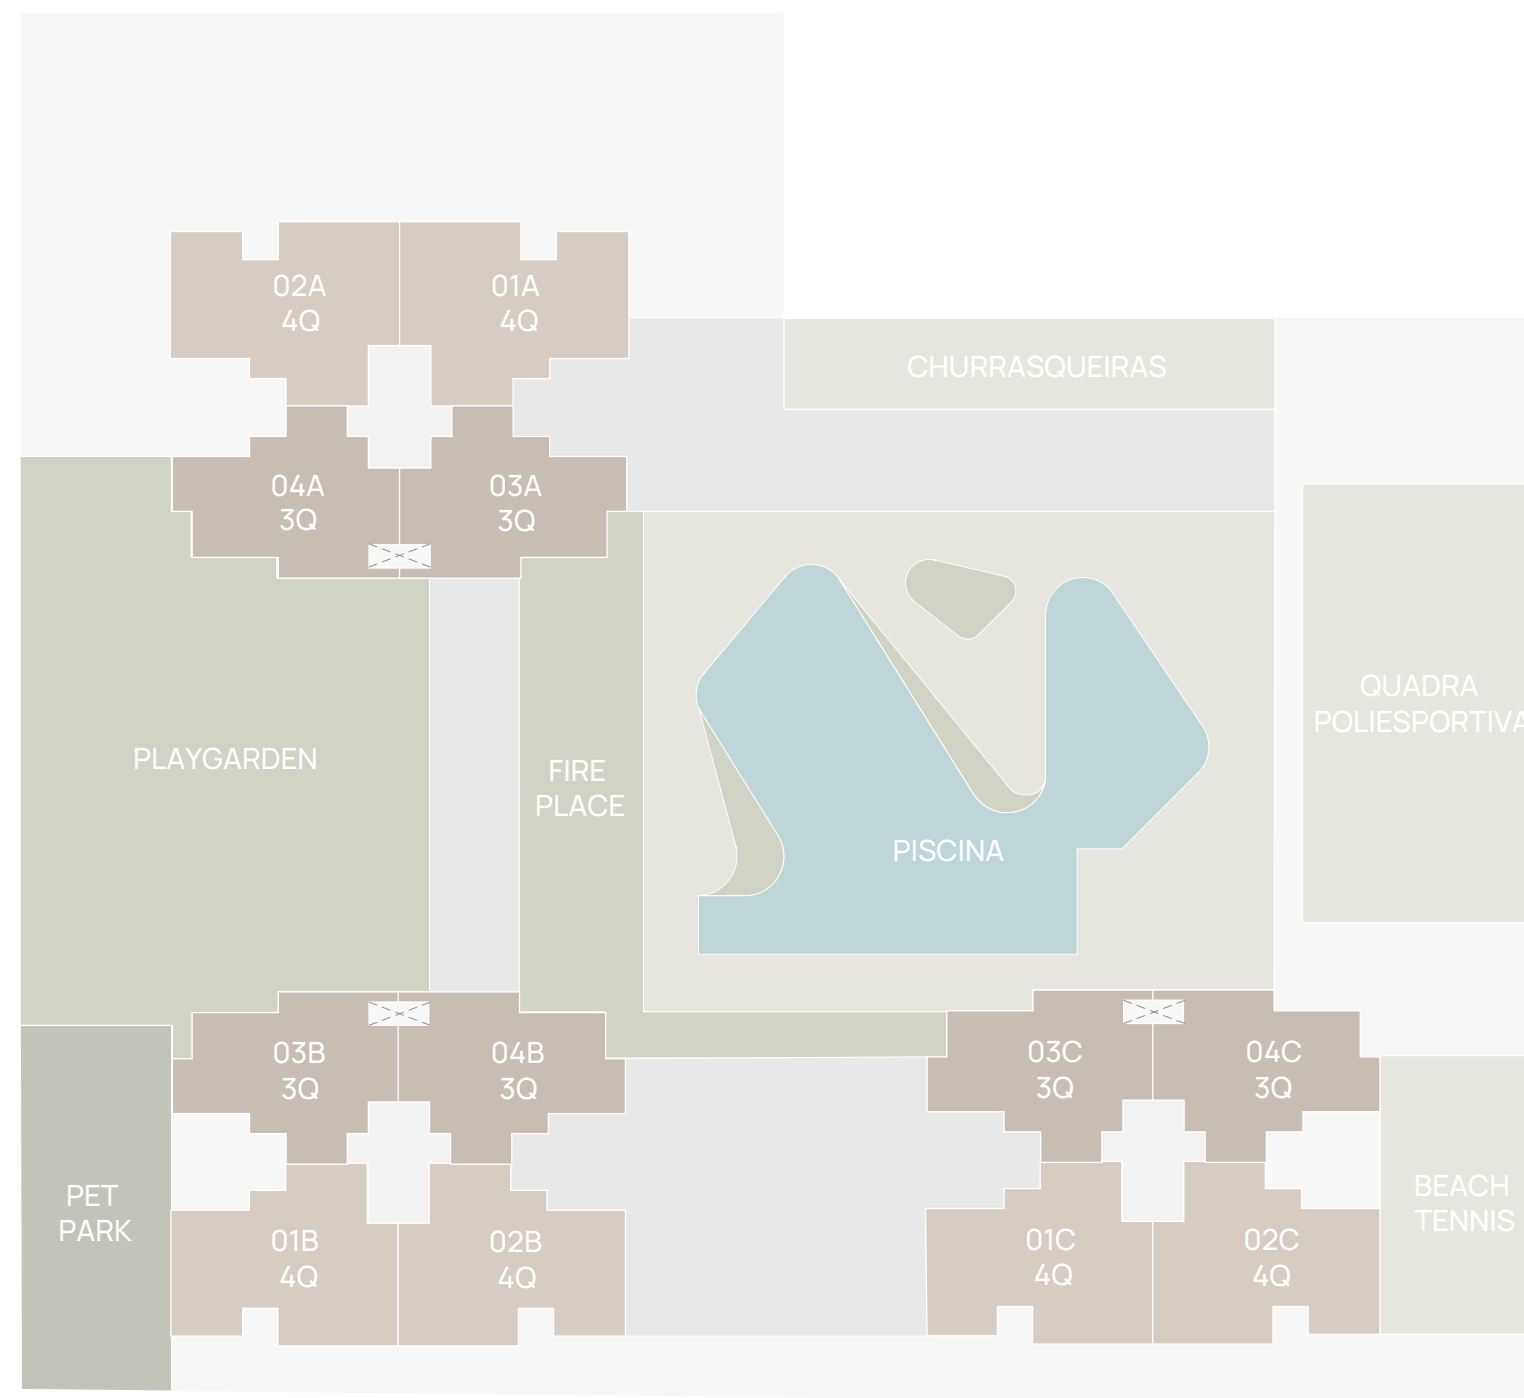 02A
4Q
01A
4Q
CHURRASQUEIRAS
04A
3Q
03A
3Q
QUADRA
POLIESPORTIVA
PLAYGARDEN
FIRE
PLACE
PISCINA
03B
3Q
04B
3Q
03C
3Q
04C
3Q
PET
PARK
BEACH
TENNIS
01B
4Q
02B
4Q
01C
4Q
02C
4Q